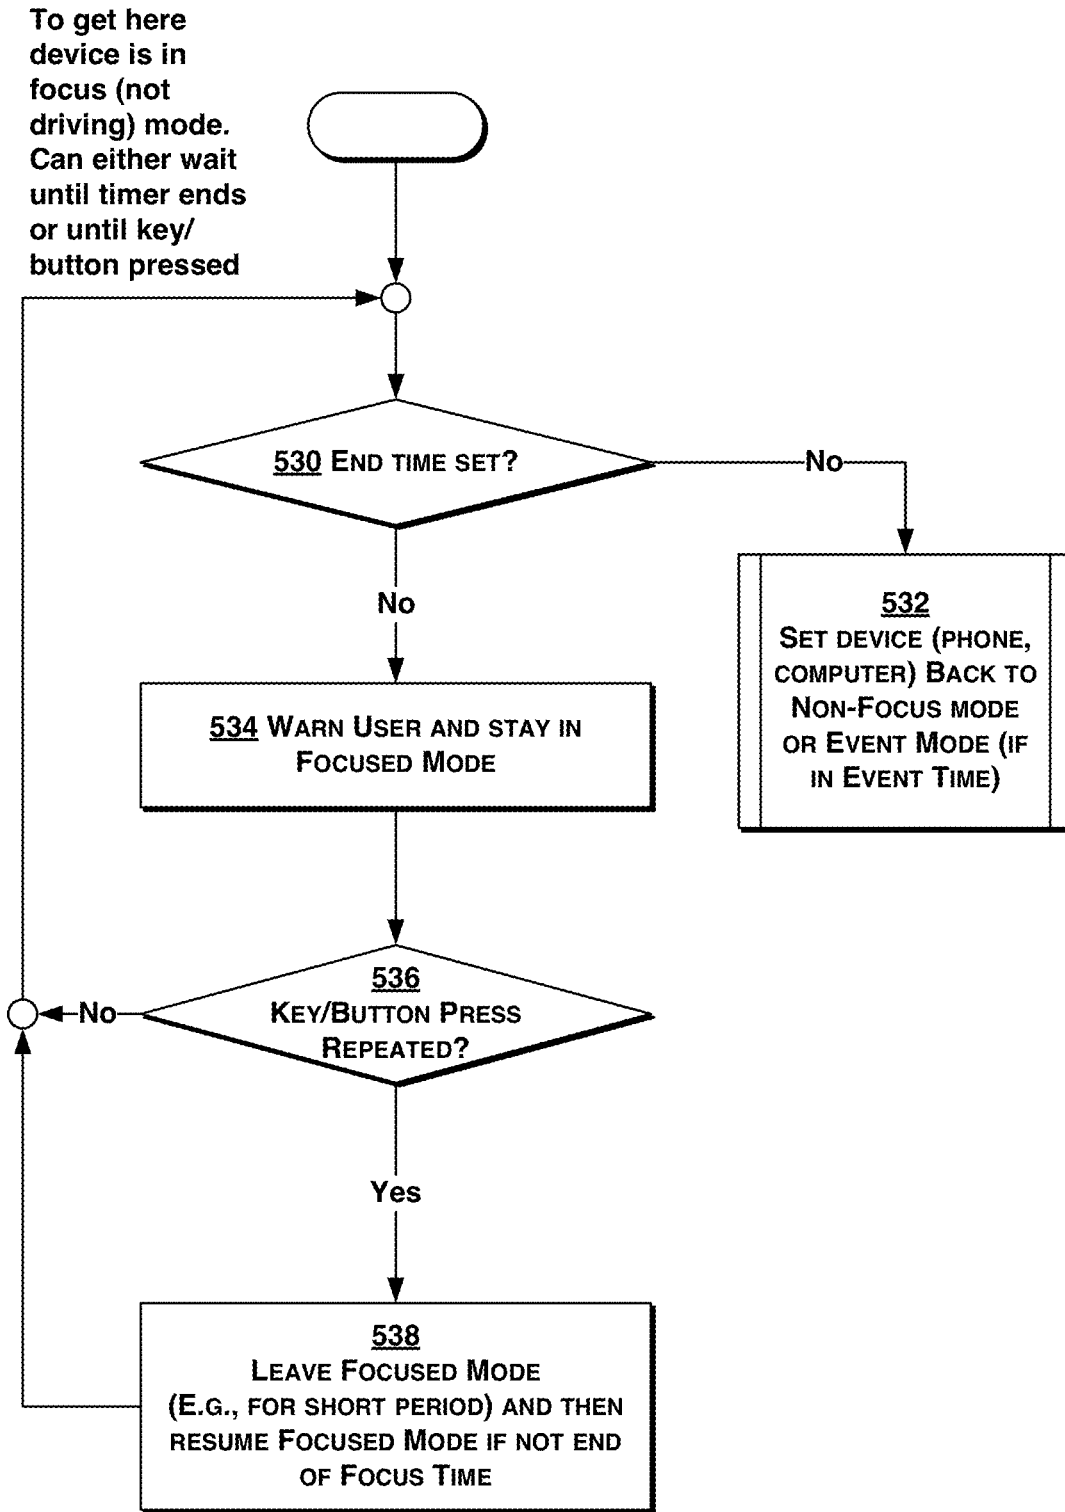 To get here
device is in
focus (not
driving) mode.
Can either wait
until timer ends
or until key/
button pressed
530 END TIME SET?
No
No
532
SET DEVICE (PHONE,
COMPUTER) BACK TO
NON-FOCUS MODE
OR EVENT MODE (IF
IN EVENT TIME)
534 WARN USER AND STAY IN
FOCUSED MODE
536
KEY/BUTTON PRESS
REPEATED?
No
Yes
538
LEAVE FOCUSED MODE
(E.G., FOR SHORT PERIOD) AND THEN
RESUME FOCUSED MODE IF NOT END
OF FOCUS TIME